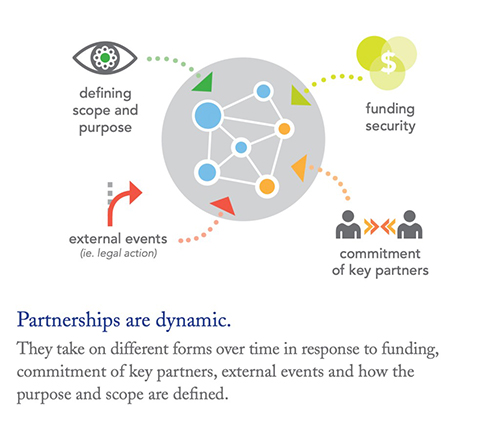 defining
scope and
purpose
$
funding
security
external events
(ie. legal action)
commitment
of key partners
Partnerships are dynamic.
They take on different forms over time in response to funding,
commitment of key partners, external events and how the
purpose and scope are defined.